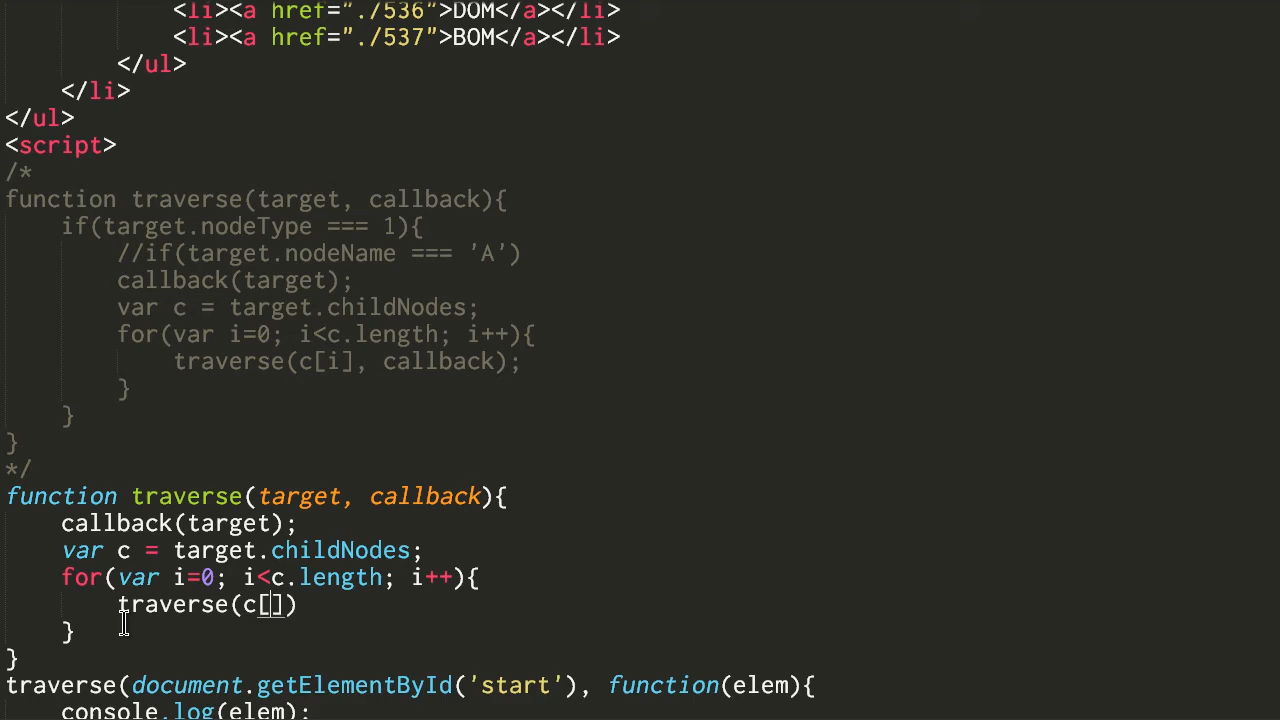 <li><a href="./536">DOM</a></li>
<li><a href="./537">BOM</a></li>
</ul>
</li>
</ul>
<script>
/*
function traverse(target, callback){
if(target.nodeType === 1){
//if(target.nodeName === 'A')
callback(target);
var c = target.childNodes;
for(var i=0; i<c.length; i++){
traverse(c[i], callback);
}
}
}
*/
function traverse(target, callback){
callback(target);
var c = target.childNodes;
for(var i=0; i<c.length; i++){
traverse(c[])
}
}
traverse(document.getElementById('start'), function(elem){
console.log(elem);